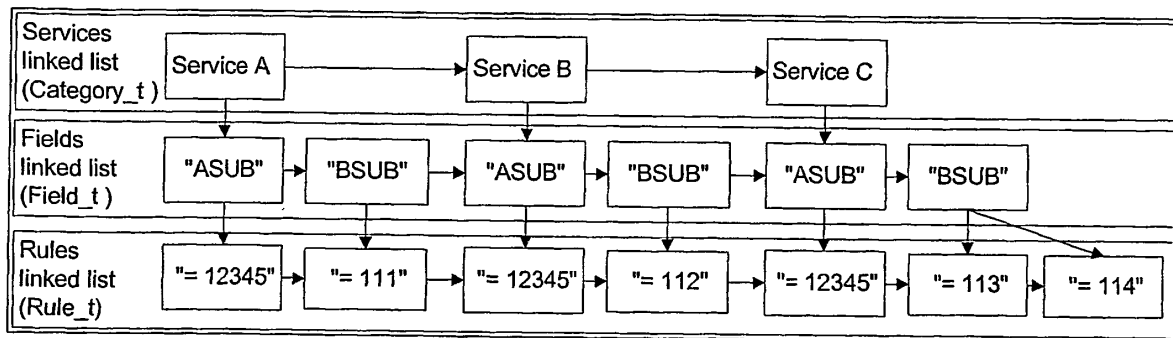 Services
linked list
(Category_t )
Service A
Service B
Service C
Fields
linked list
(Field_t )
"ASUB"
"BSUB"
"ASUB"
"BSUB"
"ASUB"
"BSUB"
Rules
linked list
(Rule_t)
"= 12345"
"= 111"
"= 12345"
"= 112"
"= 12345"
"= 113"
"= 114"